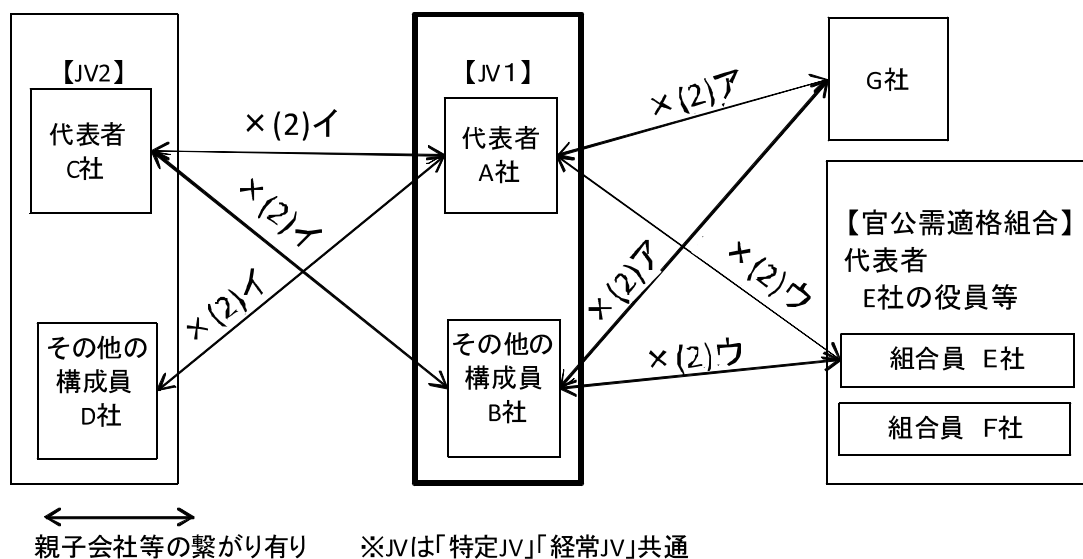 【JV2】
代表者
C社
その他の
構成員
D社
×(2)イ
×(2)イ
×(2)イ
【JV1】
代表者
A社
その他の
構成員
B社
×(2)ア
×(2)ア
×(2)ウ
×(2)ウ
G社
【官公需適格組合】
代表者
E社の役員等
組合員 E社
組合員 F社
親子会社等の繋がり有り ※JVは「特定JV」「経常JV」共通